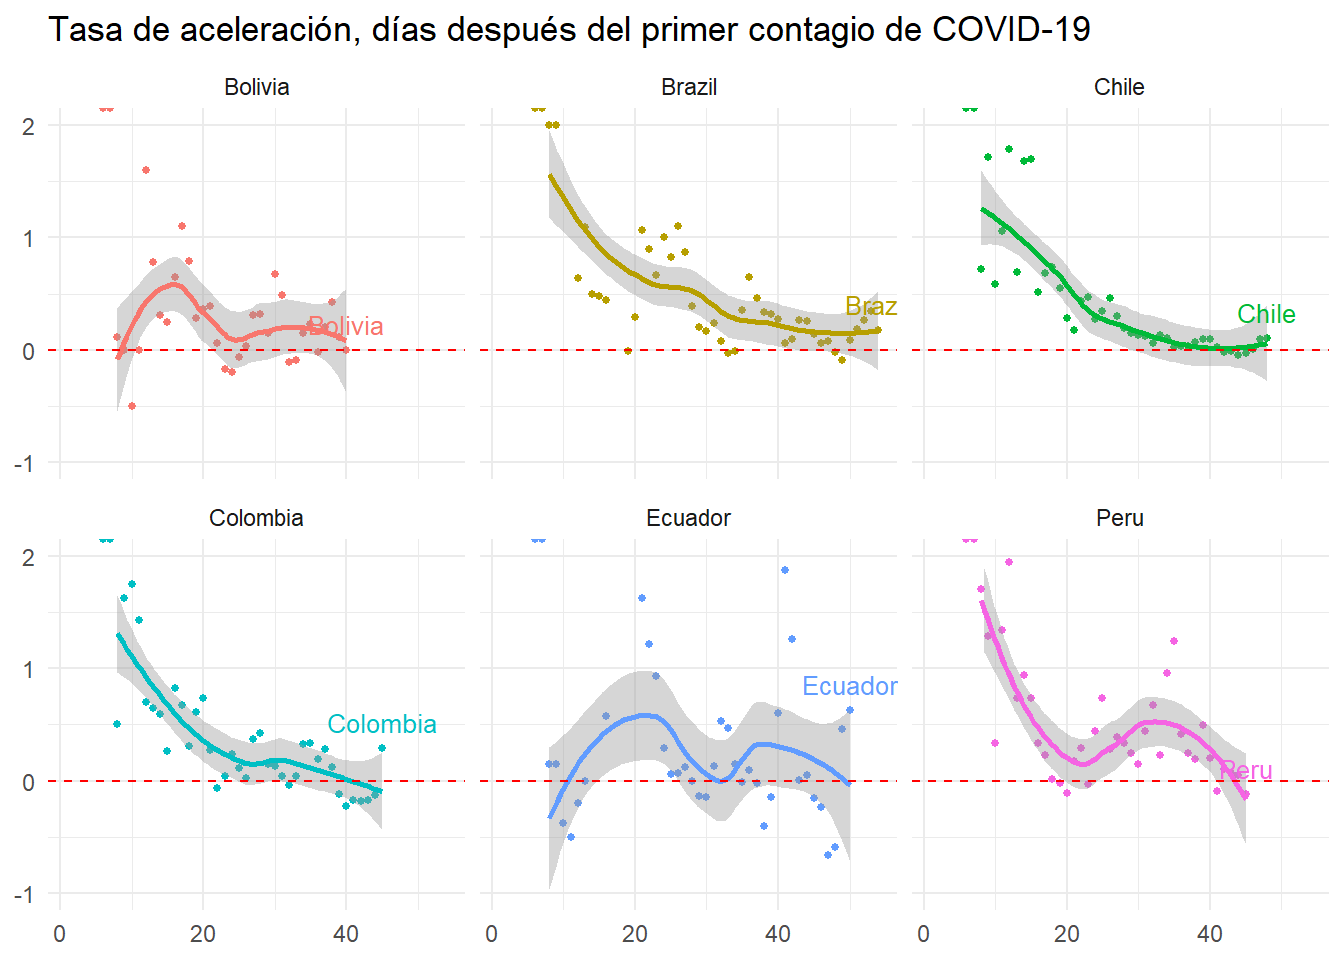 Tasa de aceleración, días después del primer contagio de COVID-19
Bolivia Brazil Chile
2
1
0
-1
Bolivia
Braz
Chile
Colombia Ecuador Peru
2
1
0
-1
Colombia
Ecuador
Peru
0 20 40 0 20 40 0 20 40